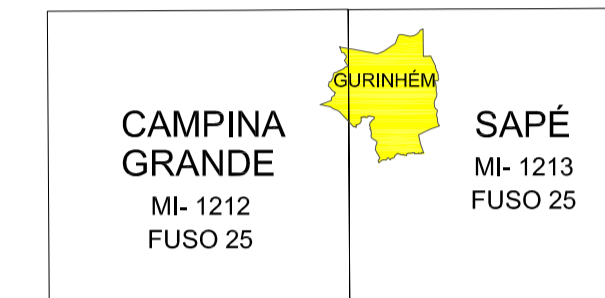 GURINHÉM
CAMPINA
GRANDE
MI- 1212
FUSO 25
SAPÉ
MI- 1213
FUSO 25